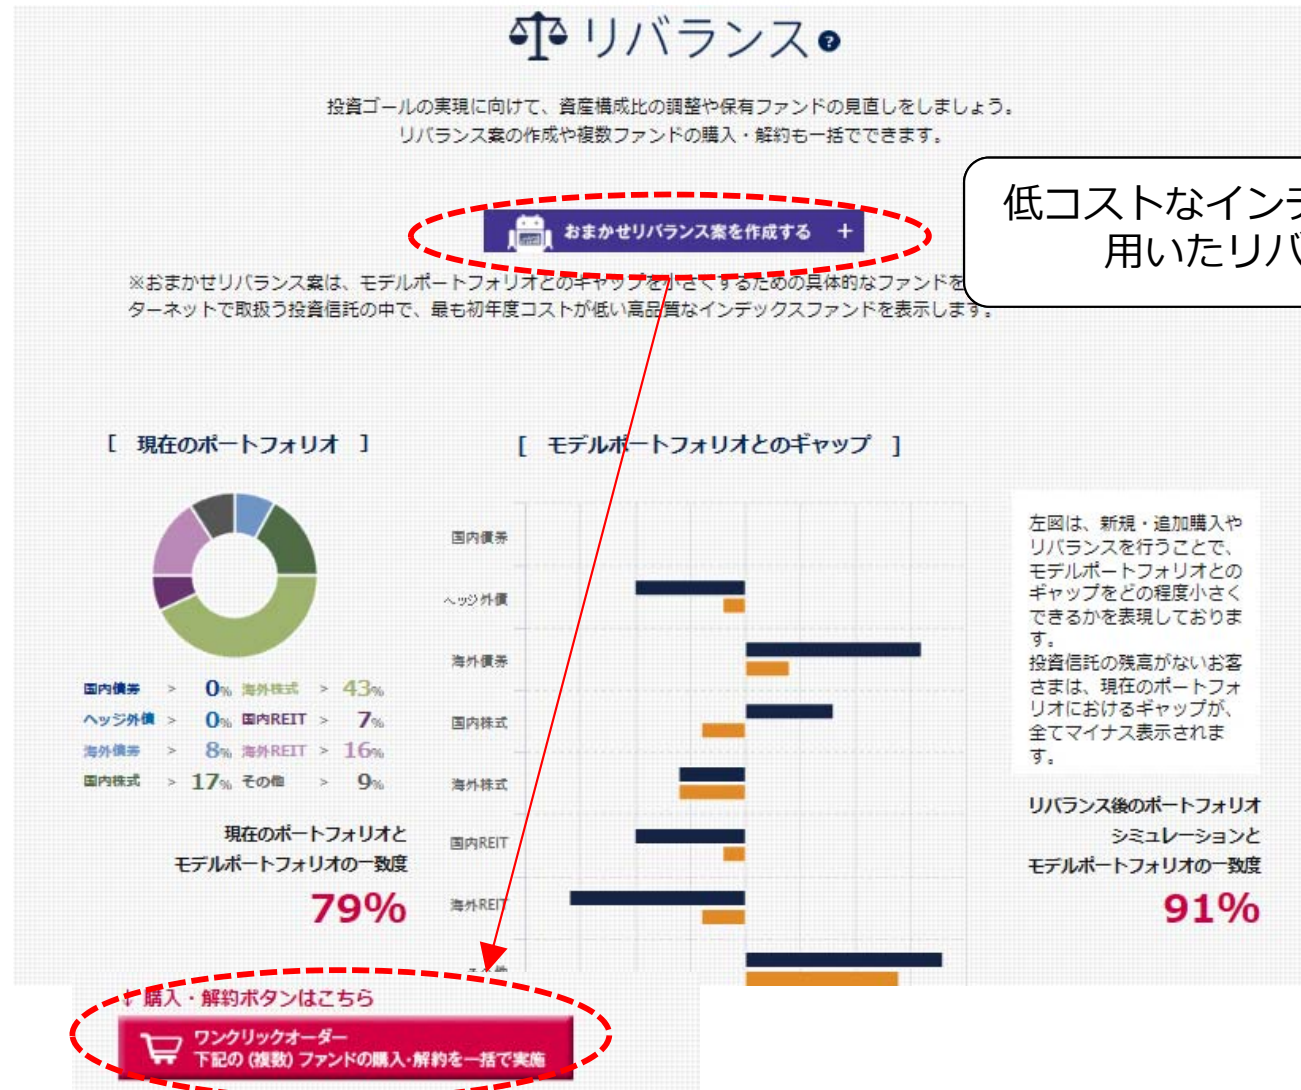 リバランス ?
投資ゴールの実現に向けて、資産構成比の調整や保有ファンドの見直しをしましょう。
リバランス案の作成や複数ファンドの購入・解約も一括でできます。
低コストなイン
用いたリバ
おまかせリバランス案を作成する +
※おまかせリバランス案は、モデルポートフォリオとのギャップを小さくするための具体的なファンドを
ターネットで取扱う投資信託の中で、最も初年度コストが低い高品質なインデックスファンドを表示します。
[ 現在のポートフォリオ ]
[ モデルポートフォリオとのギャップ ]
国内債券 > 0% 海外株式 > 43%
ヘッジ外債 > 0% 国内REIT > 7%
海外債券 > 8% 海外REIT > 16%
国内株式 > 17% その他 > 9%
現在のポートフォリオと
モデルポートフォリオの一致度
79%
国内債券
ヘッジ外債
海外債券
国内株式
海外株式
国内REIT
海外REIT
左図は、新規・追加購入や
リバランスを行うことで、
モデルポートフォリオとの
ギャップをどの程度小さく
できるかを表現しておりま
す。
投資信託の残高がないお客
さまは、現在のポートフォ
リオにおけるギャップが、
全てマイナス表示されま
す。
リバランス後のポートフォリオ
シミュレーションと
モデルポートフォリオの一致度
91%
↓購入・解約ボタンはこちら
ワンクリックオーダー
下記の(複数)ファンドの購入・解約を一括で実施